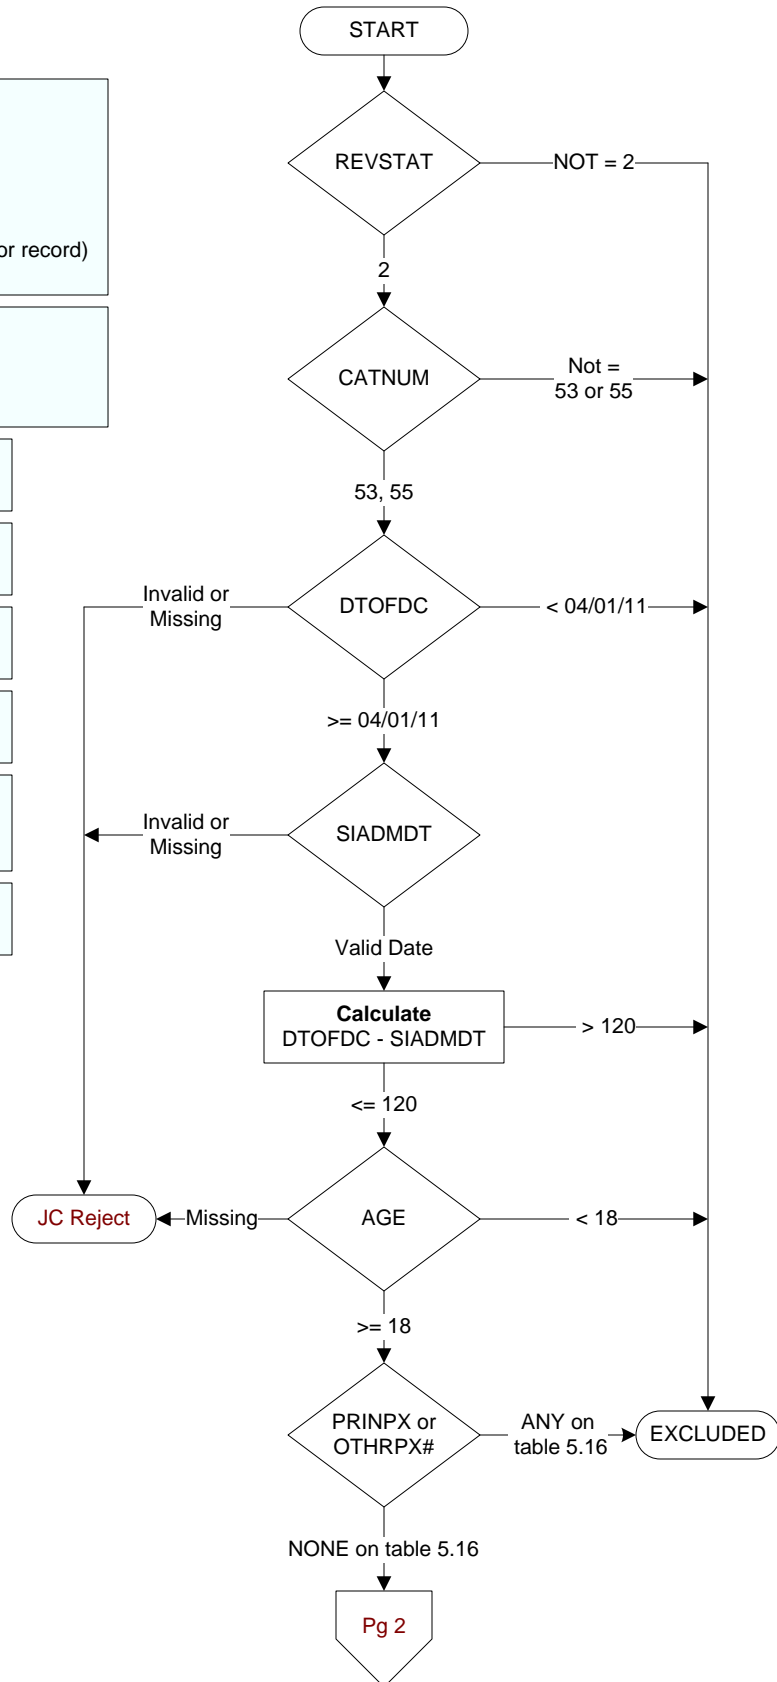 START
REVSTAT
NOT = 2
or record)
2
CATNUM
Not =
53 or 55
53, 55
Invalid or
Missing
DTOFDC
< 04/01/11
>= 04/01/11
Invalid or
Missing
SIADMDT
Valid Date
Calculate
DTOFDC - SIADMDT
> 120
<= 120
JC Reject
Missing
AGE
< 18
>= 18
PRINPX or
OTHRPX#
ANY on
table 5.16
EXCLUDED
NONE on table 5.16
Pg 2